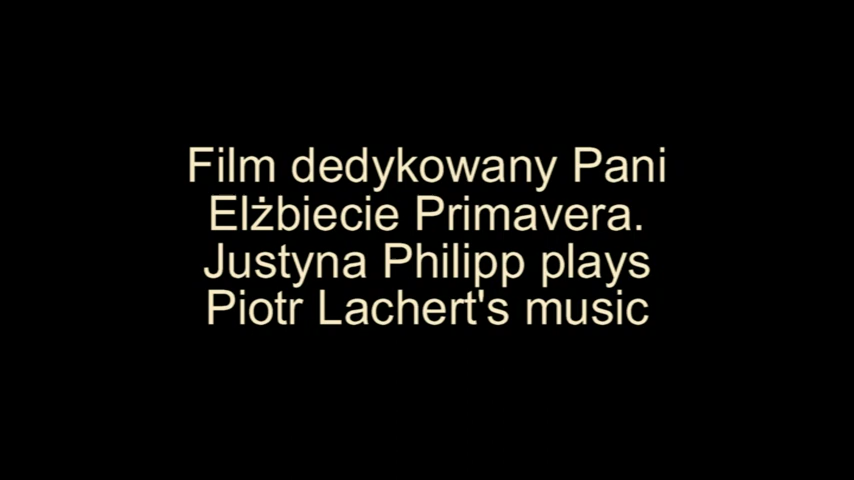 Film dedykowany Pani
Elżbiecie Primavera.
Justyna Philipp plays
Piotr Lachert's music